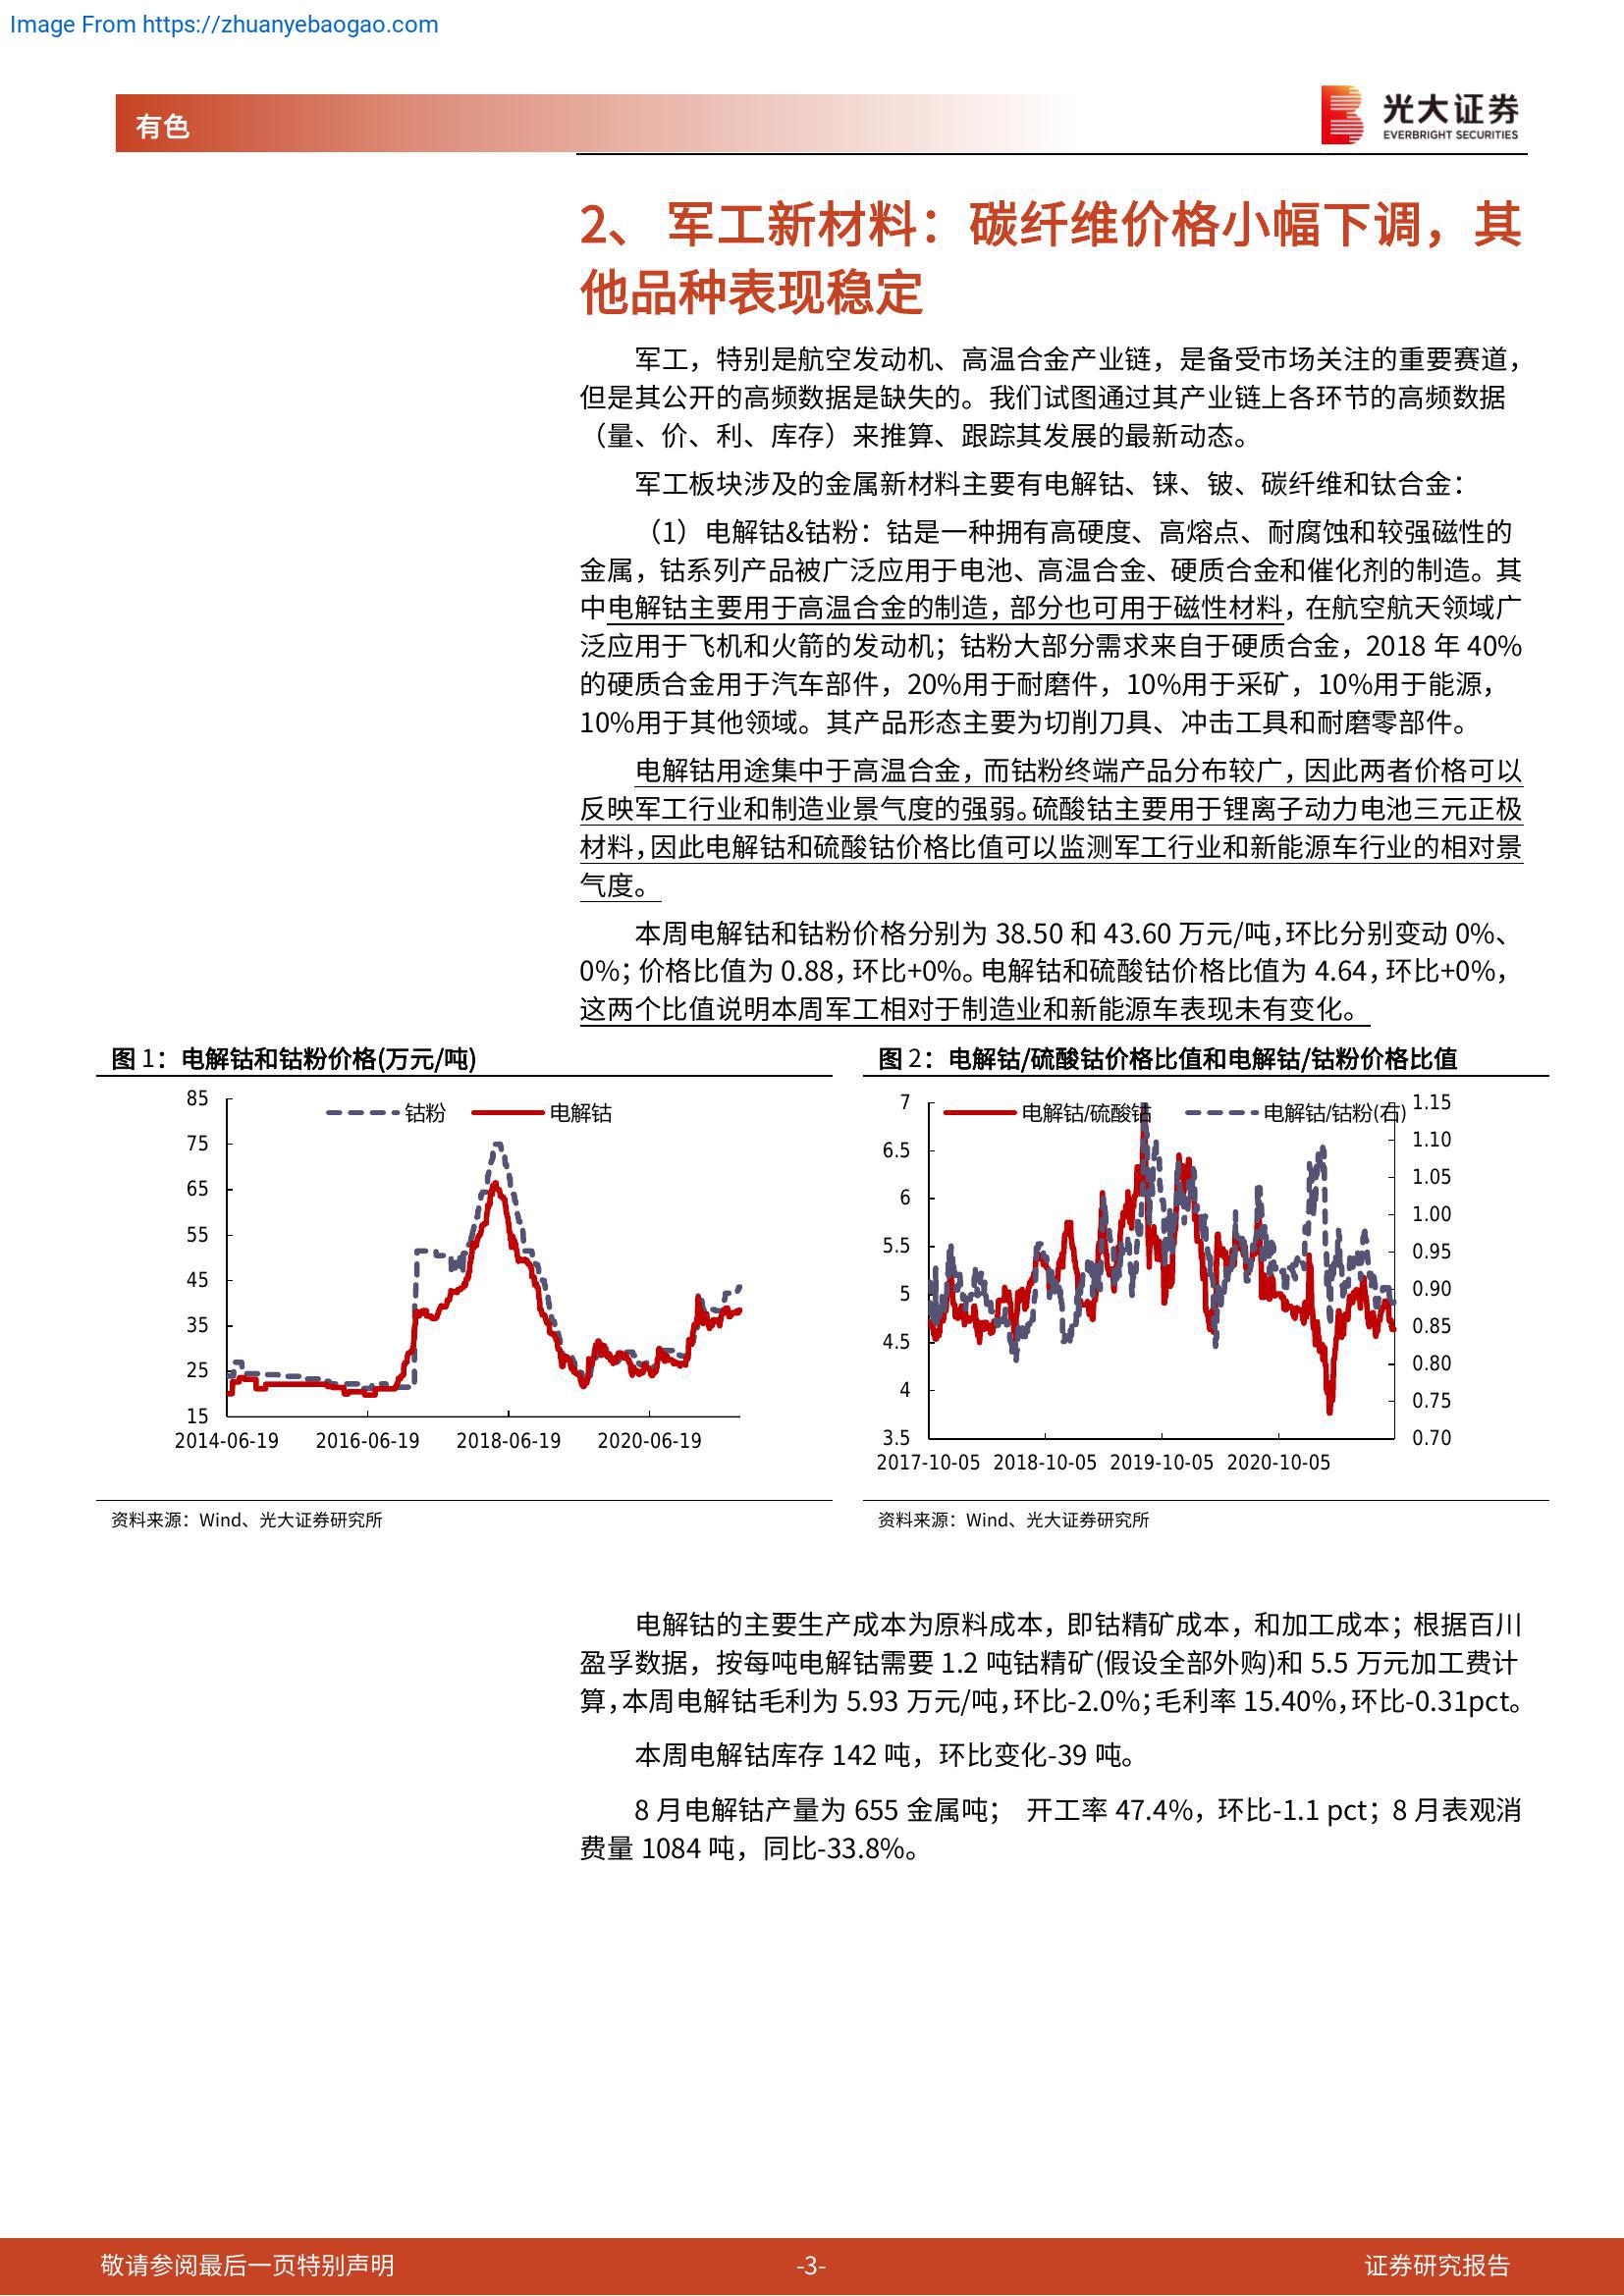 Image From https://zhuanyebaogao.com
有色
光大证券
EVERBRIGHT SECURITIES
2、 军工新材料：碳纤维价格小幅下调，其
他品种表现稳定
军工，特别是航空发动机、高温合金产业链，是备受市场关注的重要赛道，
但是其公开的高频数据是缺失的。我们试图通过其产业链上各环节的高频数据
（量、价、利、库存）来推算、跟踪其发展的最新动态。
军工板块涉及的金属新材料主要有电解钴、铼、铍、碳纤维和钛合金：
（1）电解钴&钴粉：钴是一种拥有高硬度、高熔点、耐腐蚀和较强磁性的
金属，钴系列产品被广泛应用于电池、高温合金、硬质合金和催化剂的制造。其
中电解钴主要用于高温合金的制造，部分也可用于磁性材料，在航空航天领域广
泛应用于飞机和火箭的发动机；钴粉大部分需求来自于硬质合金，2018 年 40%
的硬质合金用于汽车部件，20%用于耐磨件，10%用于采矿，10%用于能源，
10%用于其他领域。其产品形态主要为切削刀具、冲击工具和耐磨零部件。
电解钴用途集中于高温合金，而钴粉终端产品分布较广，因此两者价格可以
反映军工行业和制造业景气度的强弱。硫酸钴主要用于锂离子动力电池三元正极
材料，因此电解钴和硫酸钴价格比值可以监测军工行业和新能源车行业的相对景
气度。
本周电解钴和钴粉价格分别为 38.50 和 43.60 万元/吨，环比分别变动 0%、
0%；价格比值为 0.88，环比+0%。电解钴和硫酸钴价格比值为 4.64，环比+0%，
这两个比值说明本周军工相对于制造业和新能源车表现未有变化。
图 1：电解钴和钴粉价格(万元/吨)
85
75
65
55
45
35
25
15
钴粉
电解钴
2014-06-19 2016-06-19 2018-06-19 2020-06-19
资料来源：Wind、光大证券研究所
图 2：电解钴/硫酸钴价格比值和电解钴/钴粉价格比值
7
6.5
6
5.5
5
4.5
4
3.5
电解钴/硫酸钴
电解钴/钴粉(右)
1.15
1.10
1.05
1.00
0.95
0.90
0.85
0.80
0.75
0.70
2017-10-05 2018-10-05 2019-10-05 2020-10-05
资料来源：Wind、光大证券研究所
电解钴的主要生产成本为原料成本，即钴精矿成本，和加工成本；根据百川
盈孚数据，按每吨电解钴需要 1.2 吨钴精矿(假设全部外购)和 5.5 万元加工费计
算，本周电解钴毛利为 5.93 万元/吨，环比-2.0%；毛利率 15.40%，环比-0.31pct。
本周电解钴库存 142 吨，环比变化-39 吨。
8 月电解钴产量为 655 金属吨； 开工率 47.4%，环比-1.1 pct；8 月表观消
费量 1084 吨，同比-33.8%。
敬请参阅最后一页特别声明
-3-
证券研究报告